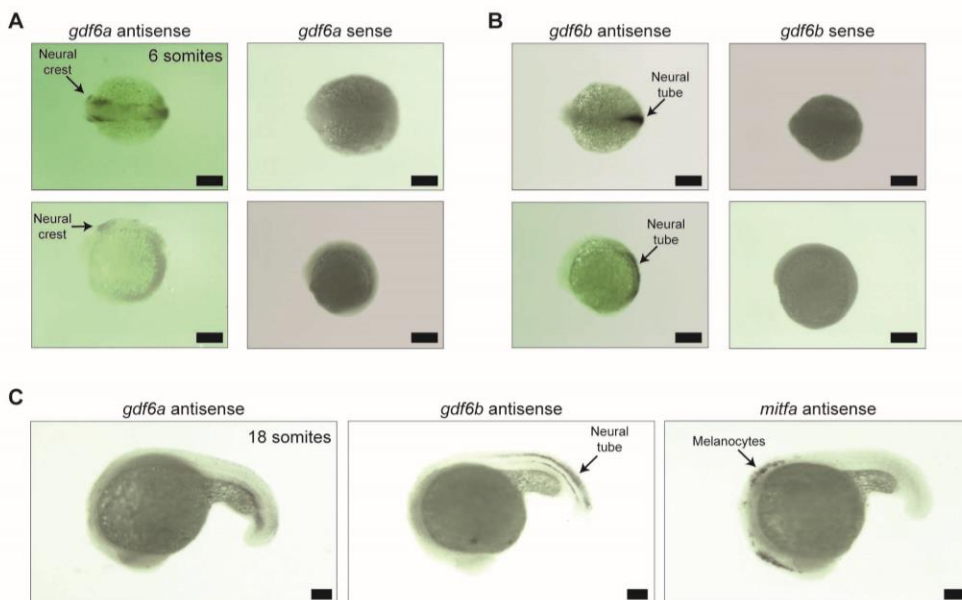 A
gdf6a antisense
gdf6a sense
Neural
crest
6 somites
Neural
crest
B
gdf6b antisense
gdf6b sense
Neural
tube
Neural
tube
C
gdf6a antisense
gdf6b antisense
mitfa antisense
18 somites
Neural
tube
Melanocytes